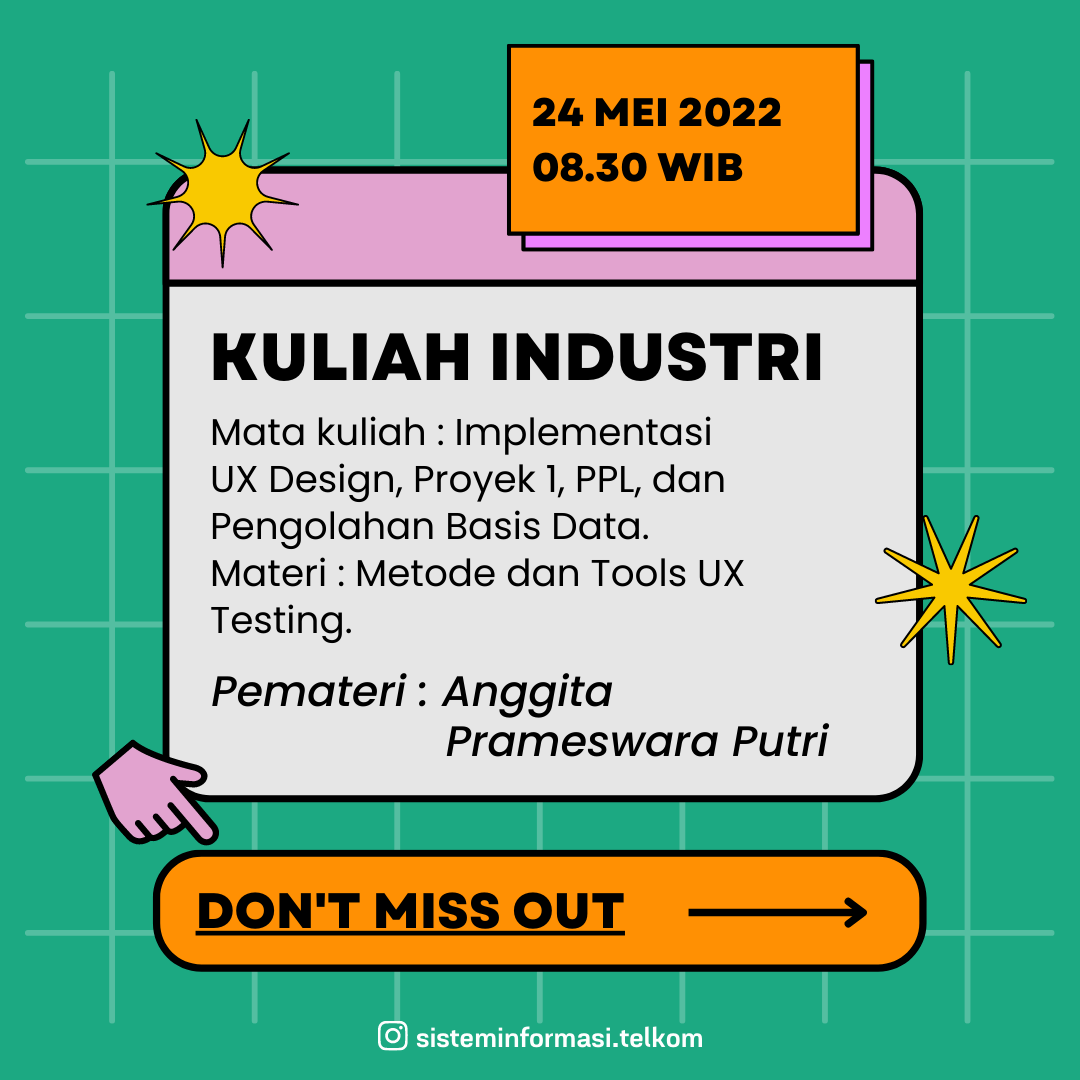 24 MEI 2022
08.30 WIB
KULIAH INDUSTRI
Mata kuliah : Implementasi
UX Design, Proyek 1, PPL, dan
Pengolahan Basis Data.
Materi : Metode dan Tools UX
Testing.
Pemateri : Anggita
Prameswara Putri
DON'T MISS OUT
sisteminformasi.telkom